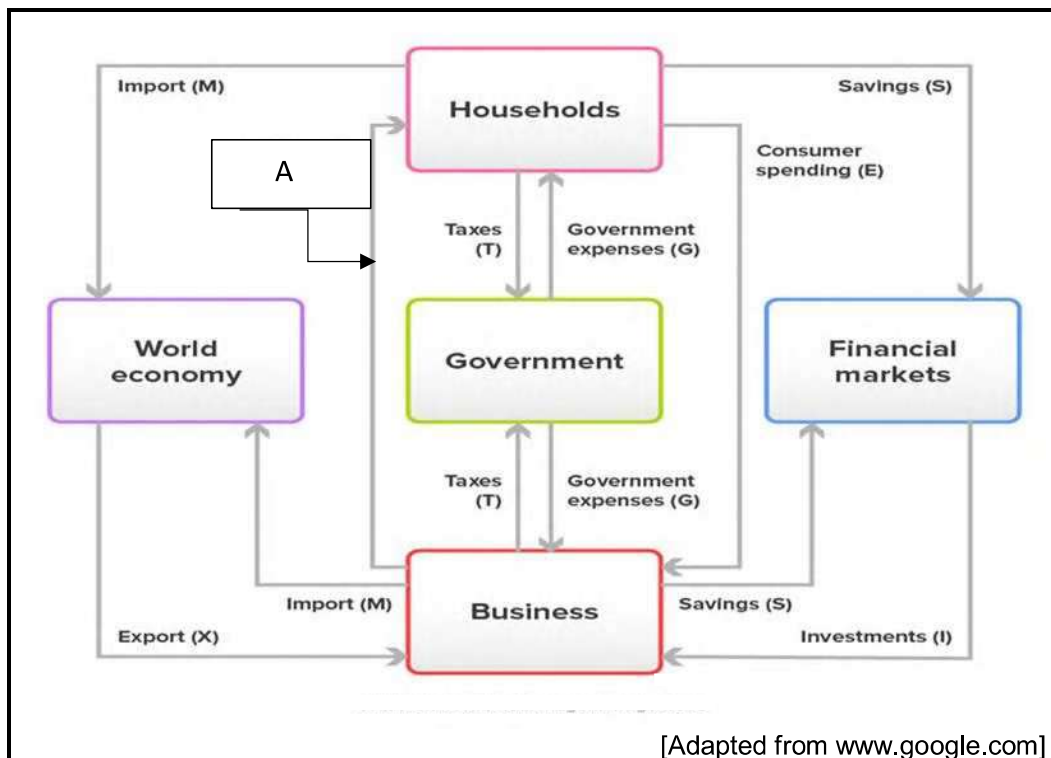 Import (M)
Households
Savings (S)
A
Consumer
spending (E)
Taxes
(T)
Government
expenses (G)
World
economy
Government
Financial
markets
Taxes
(T)
Government
expenses (G)
Import (M)
Business
Savings (S)
Export (X)
Investments (I)
[Adapted from www.google.com]